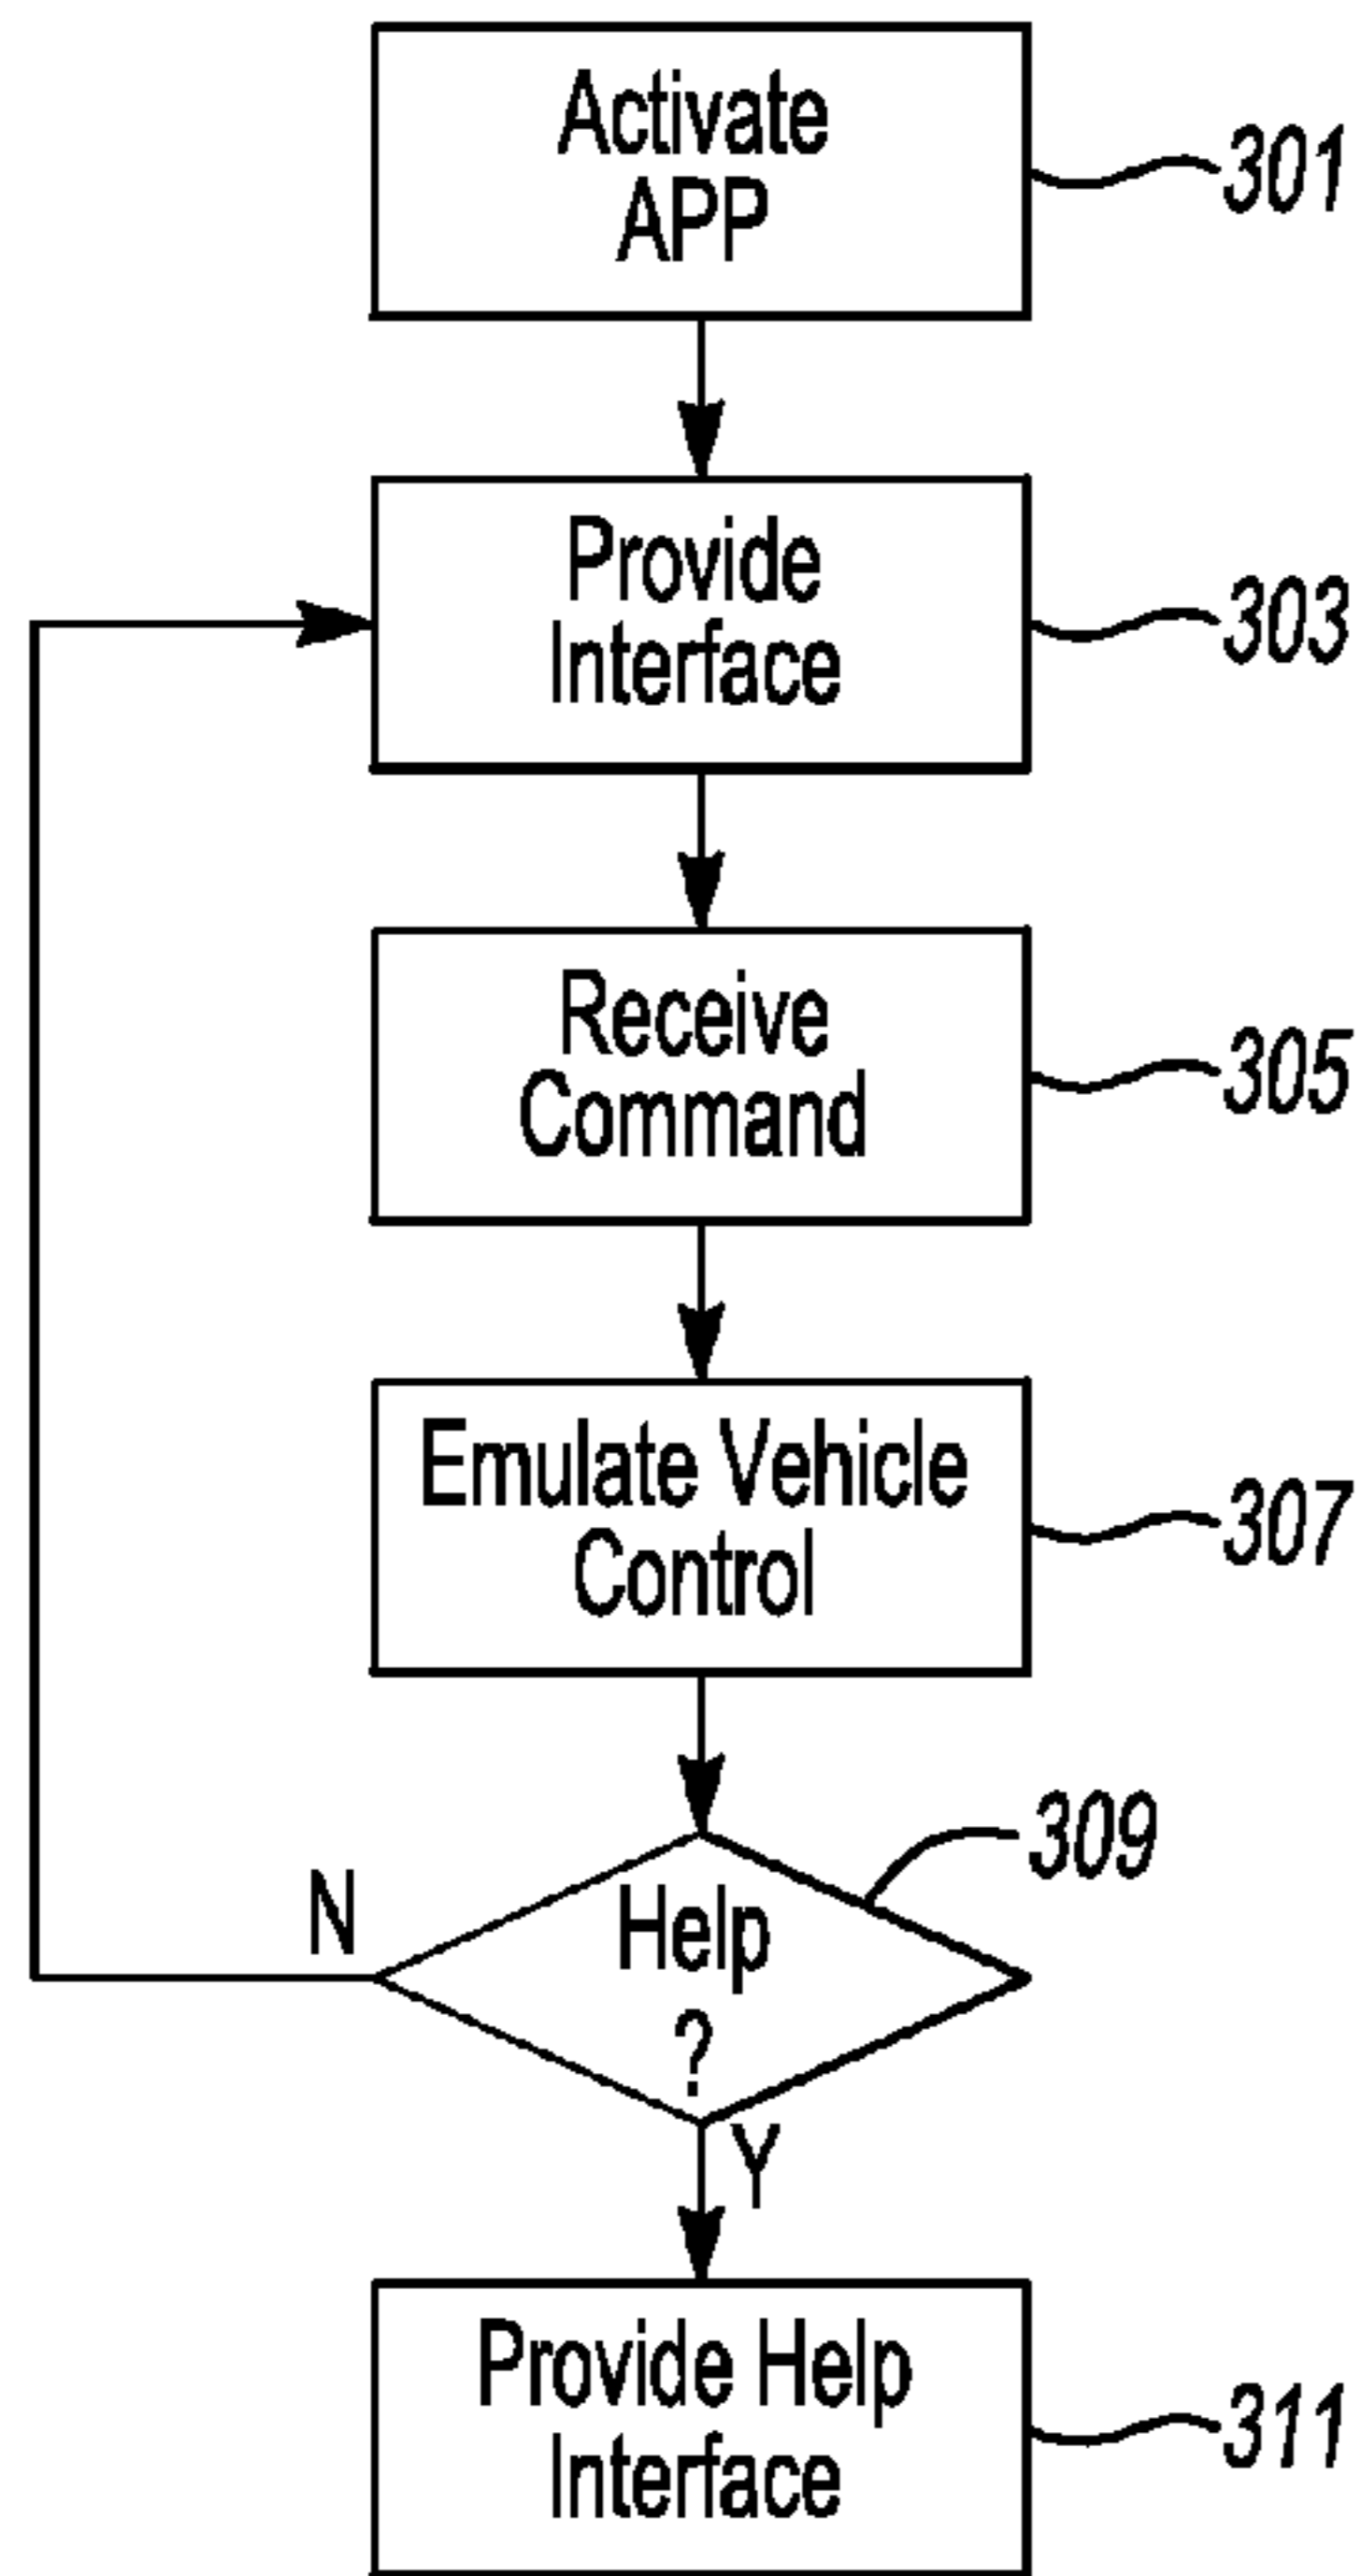 Activate
APP
301
Provide
Interface
303
Receive
Command
305
Emulate Vehicle
Control
307
309
N
Help
?
Y
Provide Help
Interface
311